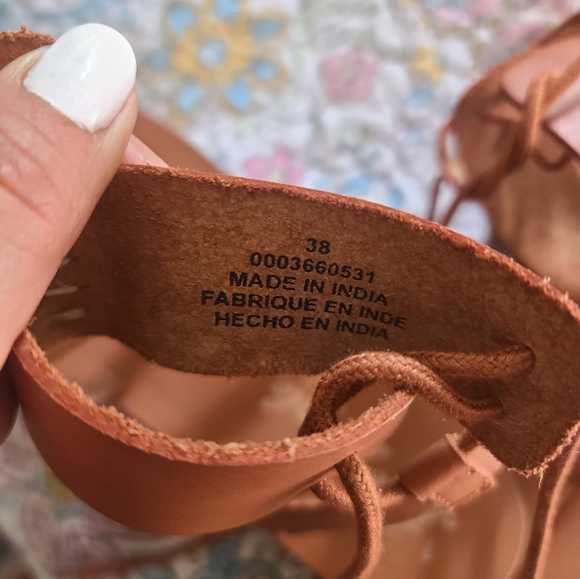 38
0003660531
MADE IN INDIA
FABRIQUE EN INDE
HECHO EN INDIA